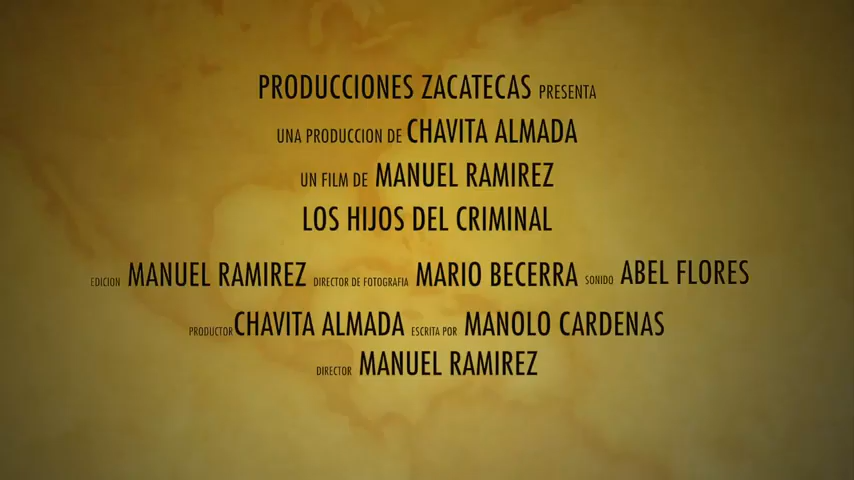 PRODUCCIONES ZACATECAS PRESENTA
UNA PRODUCCION DE CHAVITA ALMADA
UN FILM DE MANUEL RAMIREZ
LOS HIJOS DEL CRIMINAL
EDICION MANUEL RAMIREZ DIRECTOR DE FOTOGRAFIA MARIO BECERRA SONIDO ABEL FLORES
PRODUCTOR CHAVITA ALMADA ESCRITA POR MANOLO CARDENAS
DIRECTOR MANUEL RAMIREZ